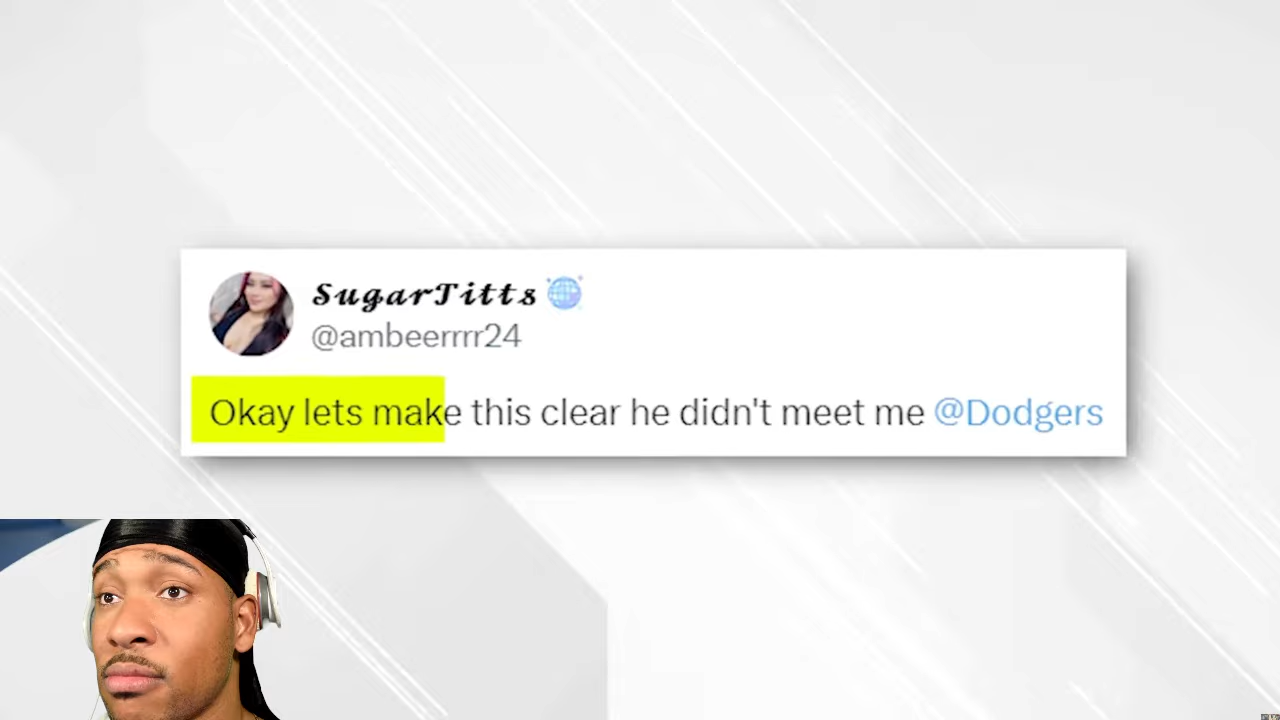 SugarTitts
@ambeerrrr24
Okay lets make this clear he didn't meet me @Dodgers